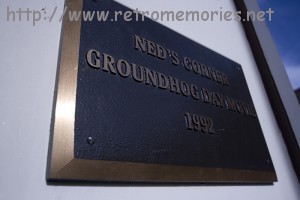 http://www.retromemories.net
NED'S CORNER
GROUNDHOG DAY MOVIE
1992